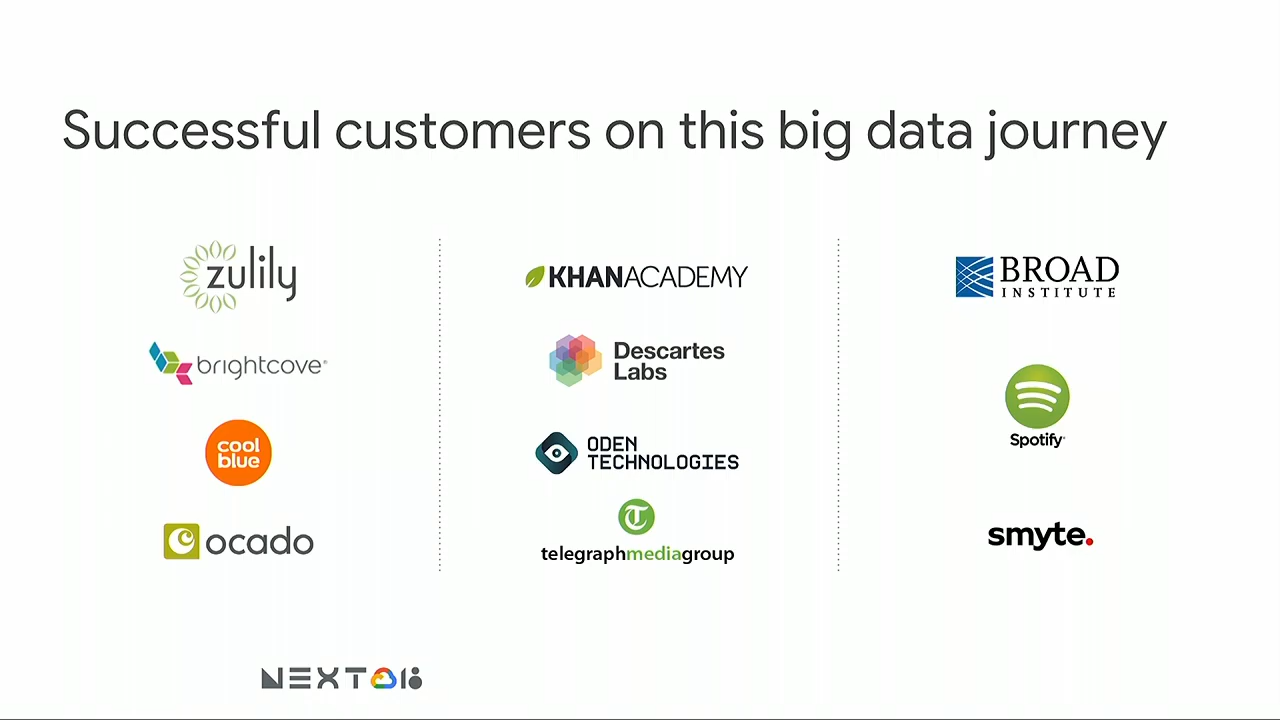 Successful customers on this big data journey
zulily
brightcove®
cool
blue
ocado
KHANACADEMY
Descartes
Labs
ODEN
TECHNOLOGIES
telegraphmediagroup
BROAD
INSTITUTE
Spotify®
smyte.
NEXT 18